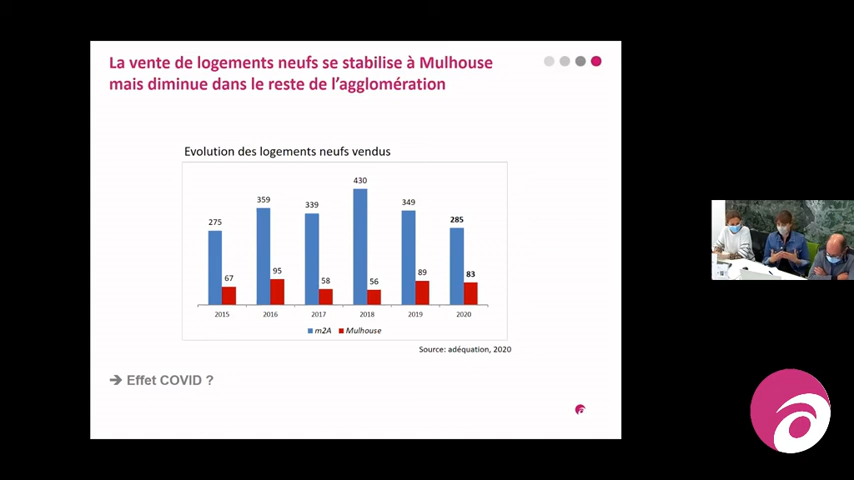 La vente de logements neufs se stabilise à Mulhouse
mais diminue dans le reste de l'agglomération
Evolution des logements neufs vendus
275 67
359 95
339 58
430 56
349 89
285 83
2015 2016 2017 2018 2019 2020
m2A Mulhouse
Source: adéquation, 2020
➔ Effet COVID ?